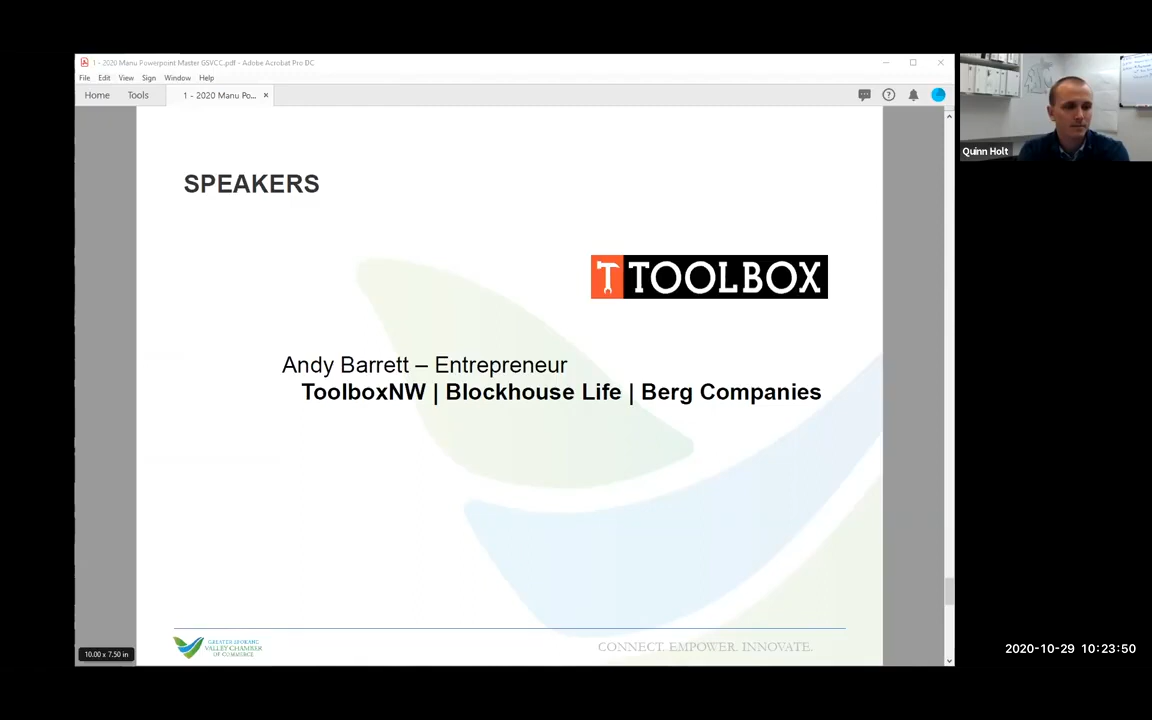 1 - 2020 Manu Powerpoint Master GSVCC.pdf - Adobe Acrobat Pro DC
File Edit View Sign Window Help
Home Tools 1 - 2020 Manu Po... ×
Quinn Holt
SPEAKERS
T TOOLBOX
Andy Barrett – Entrepreneur
ToolboxNW | Blockhouse Life | Berg Companies
GREATER SPOKANE
VALLEY CHAMBER
OF COMMERCE
CONNECT. EMPOWER. INNOVATE.
10.00 x 7.50 in
2020-10-29 10:23:50